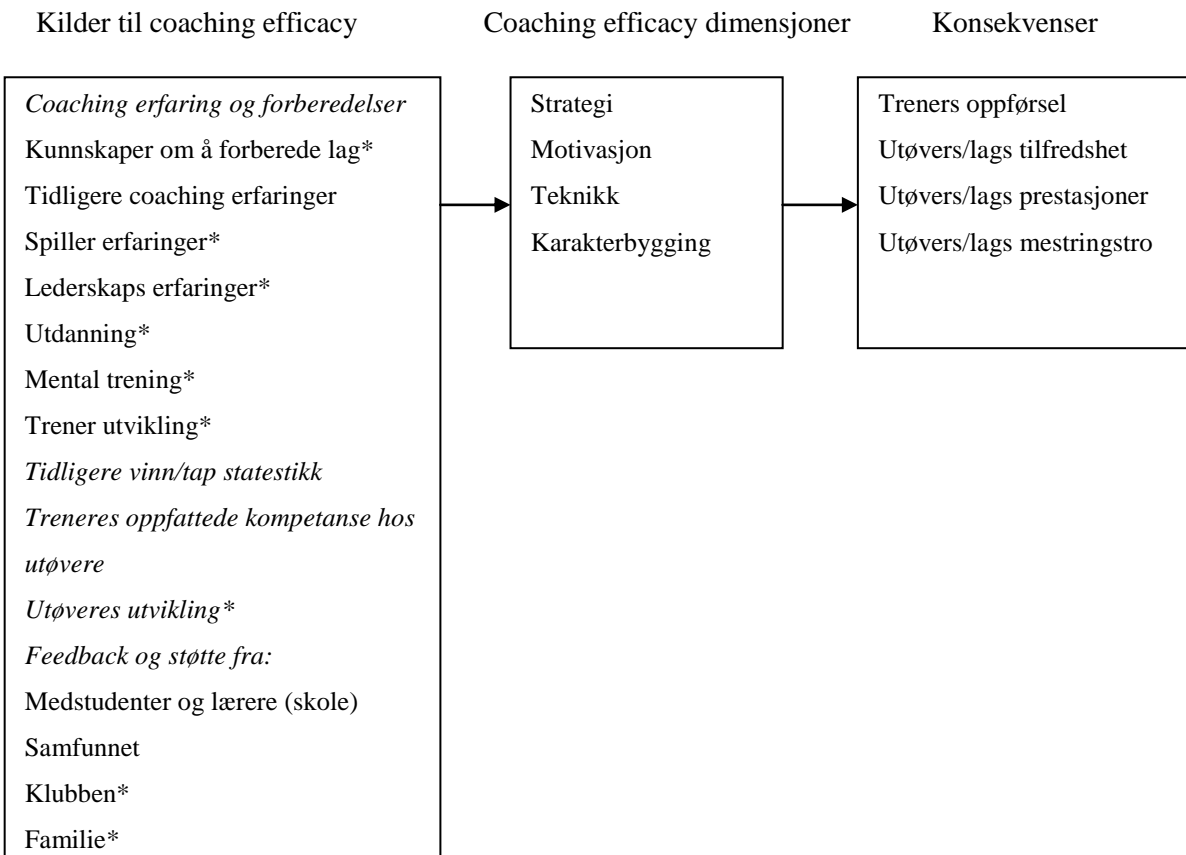 Kilder til coaching efficacy
Coaching efficacy dimensjoner
Konsekvenser
Coaching erfaring og forberedelser
Kunnskaper om å forberede lag*
Tidligere coaching erfaringer
Spiller erfaringer*
Lederskaps erfaringer*
Utdanning*
Mental trening*
Trener utvikling*
Tidligere vinn/tap statestikk
Treneres oppfattede kompetanse hos
utøvere
Utøveres utvikling*
Feedback og støtte fra:
Medstudenter og lærere (skole)
Samfunnet
Klubben*
Familie*
Strategi
Motivasjon
Teknikk
Karakterbygging
Treners oppførsel
Utøvers/lags tilfredshet
Utøvers/lags prestasjoner
Utøvers/lags mestringstro